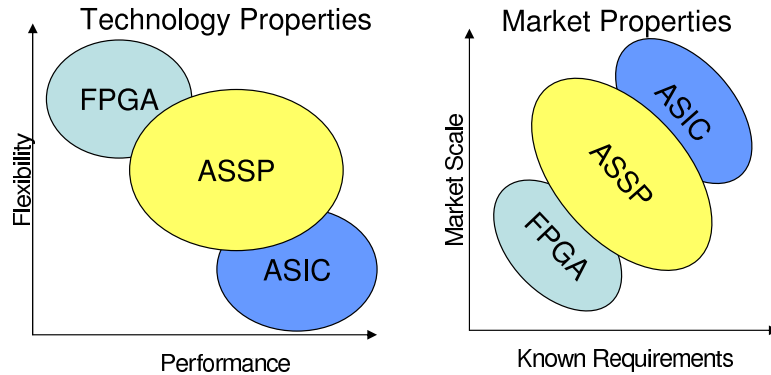 Technology Properties
FPGA
ASSP
ASIC
Flexibility
Performance
Market Properties
ASIC
ASSP
FPGA
Market Scale
Known Requirements